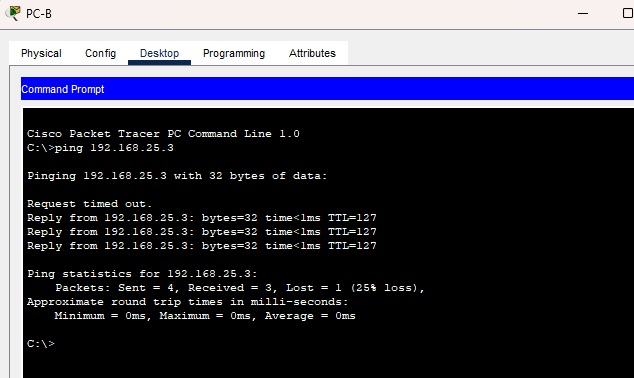 PC-B
Physical Config Desktop Programming Attributes
Command Prompt
Cisco Packet Tracer PC Command Line 1.0
C:\>ping 192.168.25.3
Pinging 192.168.25.3 with 32 bytes of data:
Request timed out.
Reply from 192.168.25.3: bytes=32 time<1ms TTL=127
Reply from 192.168.25.3: bytes=32 time<1ms TTL=127
Reply from 192.168.25.3: bytes=32 time<1ms TTL=127
Ping statistics for 192.168.25.3:
    Packets: Sent = 4, Received = 3, Lost = 1 (25% loss),
Approximate round trip times in milli-seconds:
    Minimum = 0ms, Maximum = 0ms, Average = 0ms
C:\>